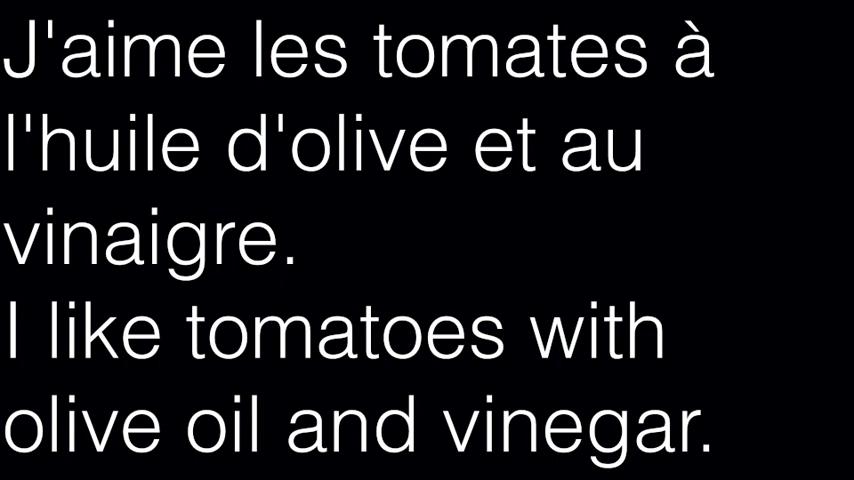 J'aime les tomates à
l'huile d'olive et au
vinaigre.
I like tomatoes with
olive oil and vinegar.